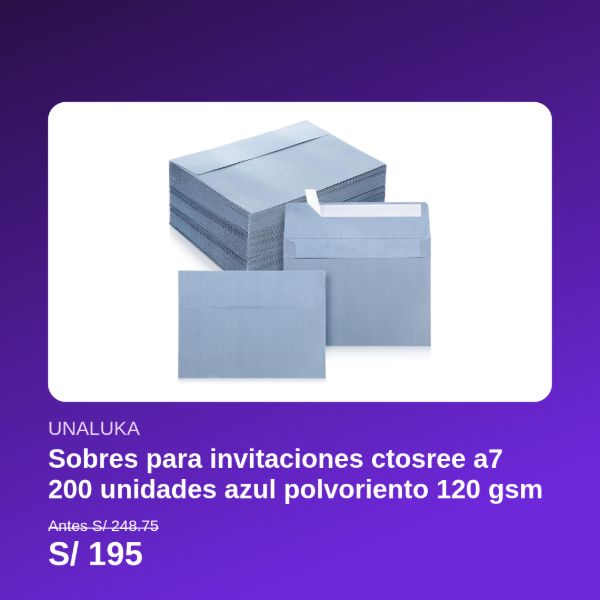 UNALUKA
Sobres para invitaciones ctosree a7
200 unidades azul polvoriento 120 gsm
Antes S/ 248.75
S/ 195